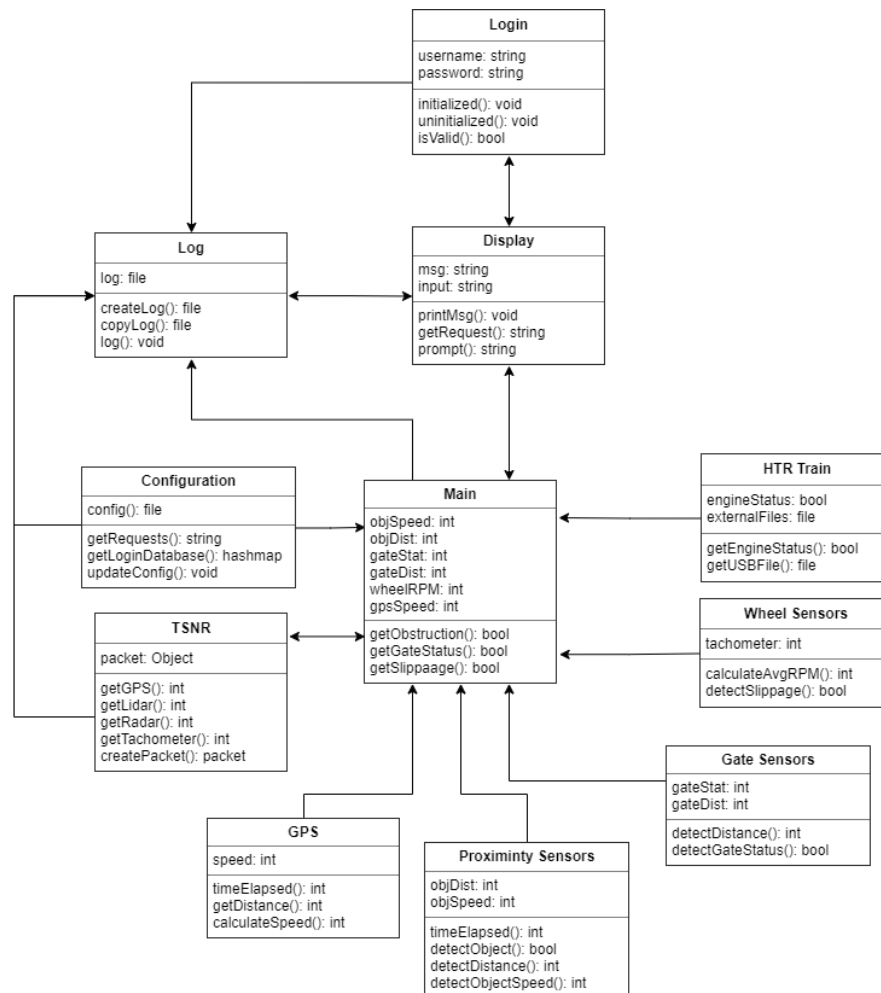 Login
username: string
password: string
initialized(): void
uninitialized(): void
isValid(): bool
Log
log: file
createLog(): file
copyLog(): file
log(): void
Display
msg: string
input: string
printMsg(): void
getRequest(): string
prompt(): string
Configuration
config(): file
getRequests(): string
getLoginDatabase(): hashmap
updateConfig(): void
Main
objSpeed: int
objDist: int
gateStat: int
gateDist: int
wheelRPM: int
gpsSpeed: int
getObstruction(): bool
getGateStatus(): bool
getSlippaage(): bool
HTR Train
engineStatus: bool
externalFiles: file
getEngineStatus(): bool
getUSBFile(): file
TSNR
packet: Object
getGPS(): int
getLidar(): int
getRadar(): int
getTachometer(): int
createPacket(): packet
Wheel Sensors
tachometer: int
calculateAvgRPM(): int
detectSlippage(): bool
Gate Sensors
gateStat: int
gateDist: int
detectDistance(): int
detectGateStatus(): bool
GPS
speed: int
timeElapsed(): int
getDistance(): int
calculateSpeed(): int
Proximinty Sensors
objDist: int
objSpeed: int
timeElapsed(): int
detectObject(): bool
detectDistance(): int
detectObjectSpeed(): int